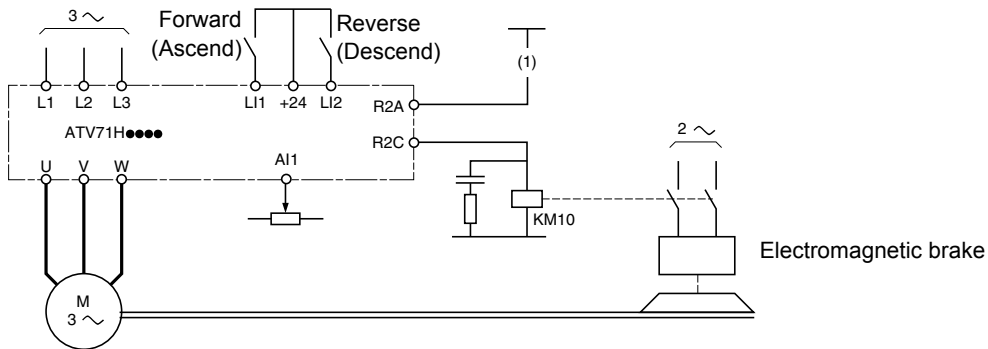 3 ∼
Forward
(Ascend)
Reverse
(Descend)
(1)
L1 L2 L3
LI1 +24 LI2
R2A
ATV71H●●●●
R2C
2 ∼
U V W
AI1
KM10
Electromagnetic brake
M
3 ∼